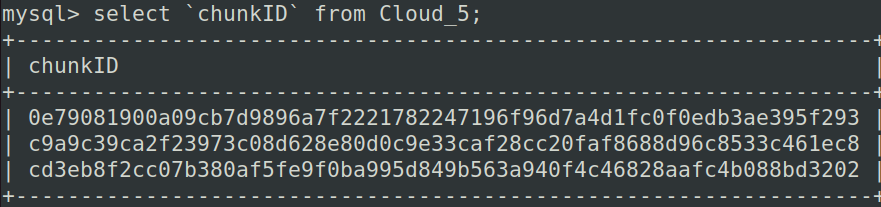 mysql> select `chunkID` from Cloud_5;
+------------------------------------------------------------------+
| chunkID                                                          |
+------------------------------------------------------------------+
| 0e79081900a09cb7d9896a7f2221782247196f96d7a4d1fc0f0edb3ae395f293 |
| c9a9c39ca2f23973c08d628e80d0c9e33caf28cc20faf8688d96c8533c461ec8 |
| cd3eb8f2cc07b380af5fe9f0ba995d849b563a940f4c46828aafc4b088bd3202 |
+------------------------------------------------------------------+